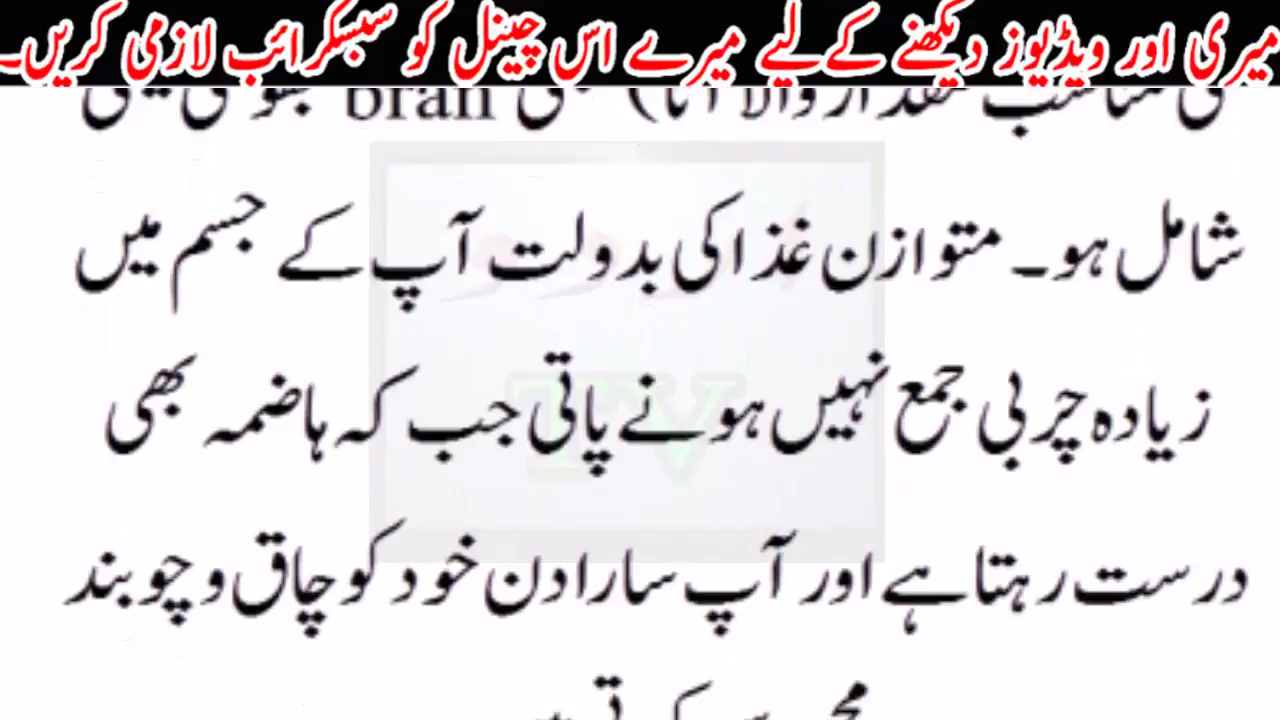 میری اور ویڈیوز دیکھنے کے لیے میرے اس چینل کو سبسکرائب لازمی کریں۔
bran
شامل ہو۔ متوازن غذا کی بدولت آپ کے جسم میں
زیادہ چربی جمع نہیں ہونے پاتی جب کہ ہاضمہ بھی
درست رہتا ہے اور آپ سارا دن خود کو چاق و چوبند
TV